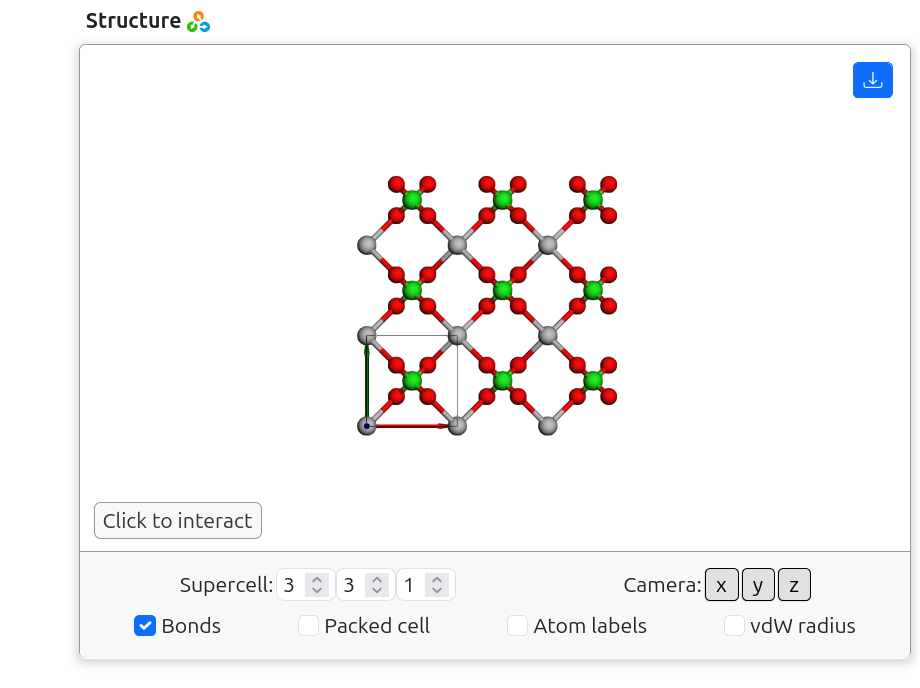 Structure
Click to interact
Supercell: 3 3 1 Camera: x y z
Bonds Packed cell Atom labels vdW radius